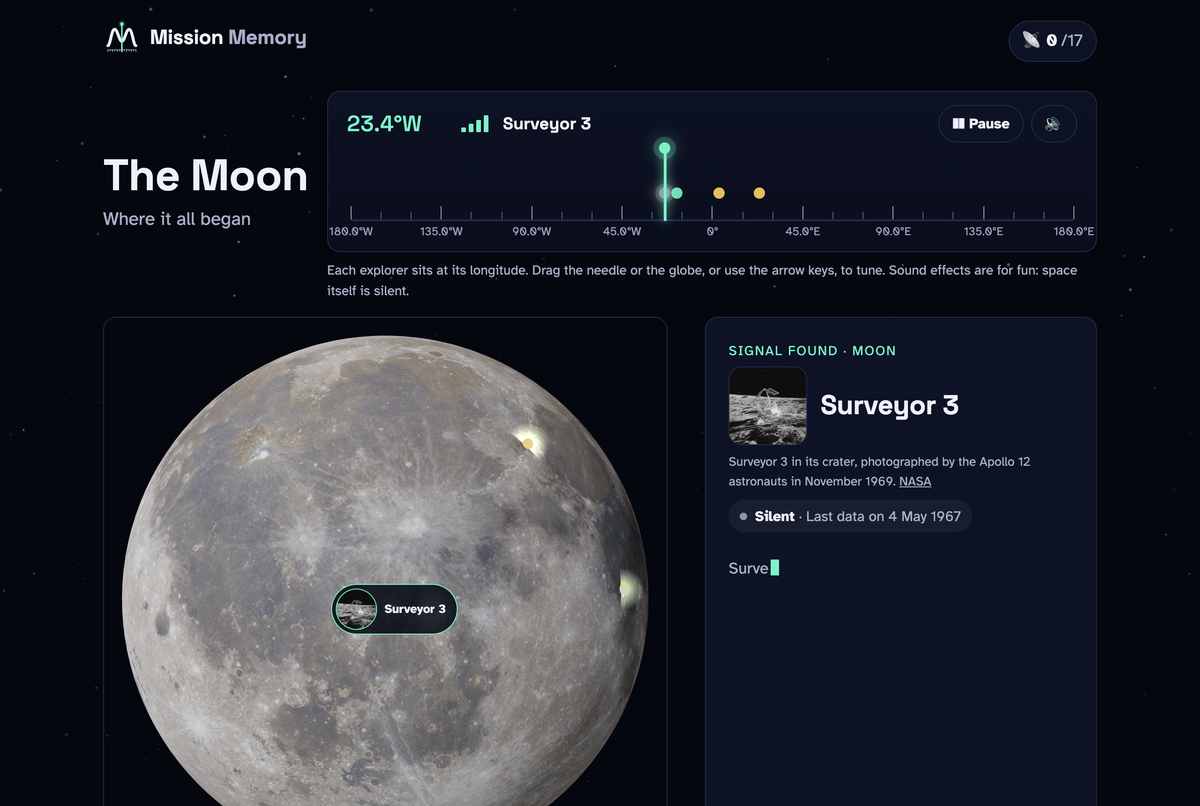 Mission Memory
0 /17
The Moon
Where it all began
23.4°W
Surveyor 3
Pause
180.0°W 135.0°W 90.0°W 45.0°W 0° 45.0°E 90.0°E 135.0°E 180.0°E
Each explorer sits at its longitude. Drag the needle or the globe, or use the arrow keys, to tune. Sound effects are for fun: space
itself is silent.
Surveyor 3
SIGNAL FOUND · MOON
Surveyor 3
Surveyor 3 in its crater, photographed by the Apollo 12
astronauts in November 1969. NASA
Silent · Last data on 4 May 1967
Surve